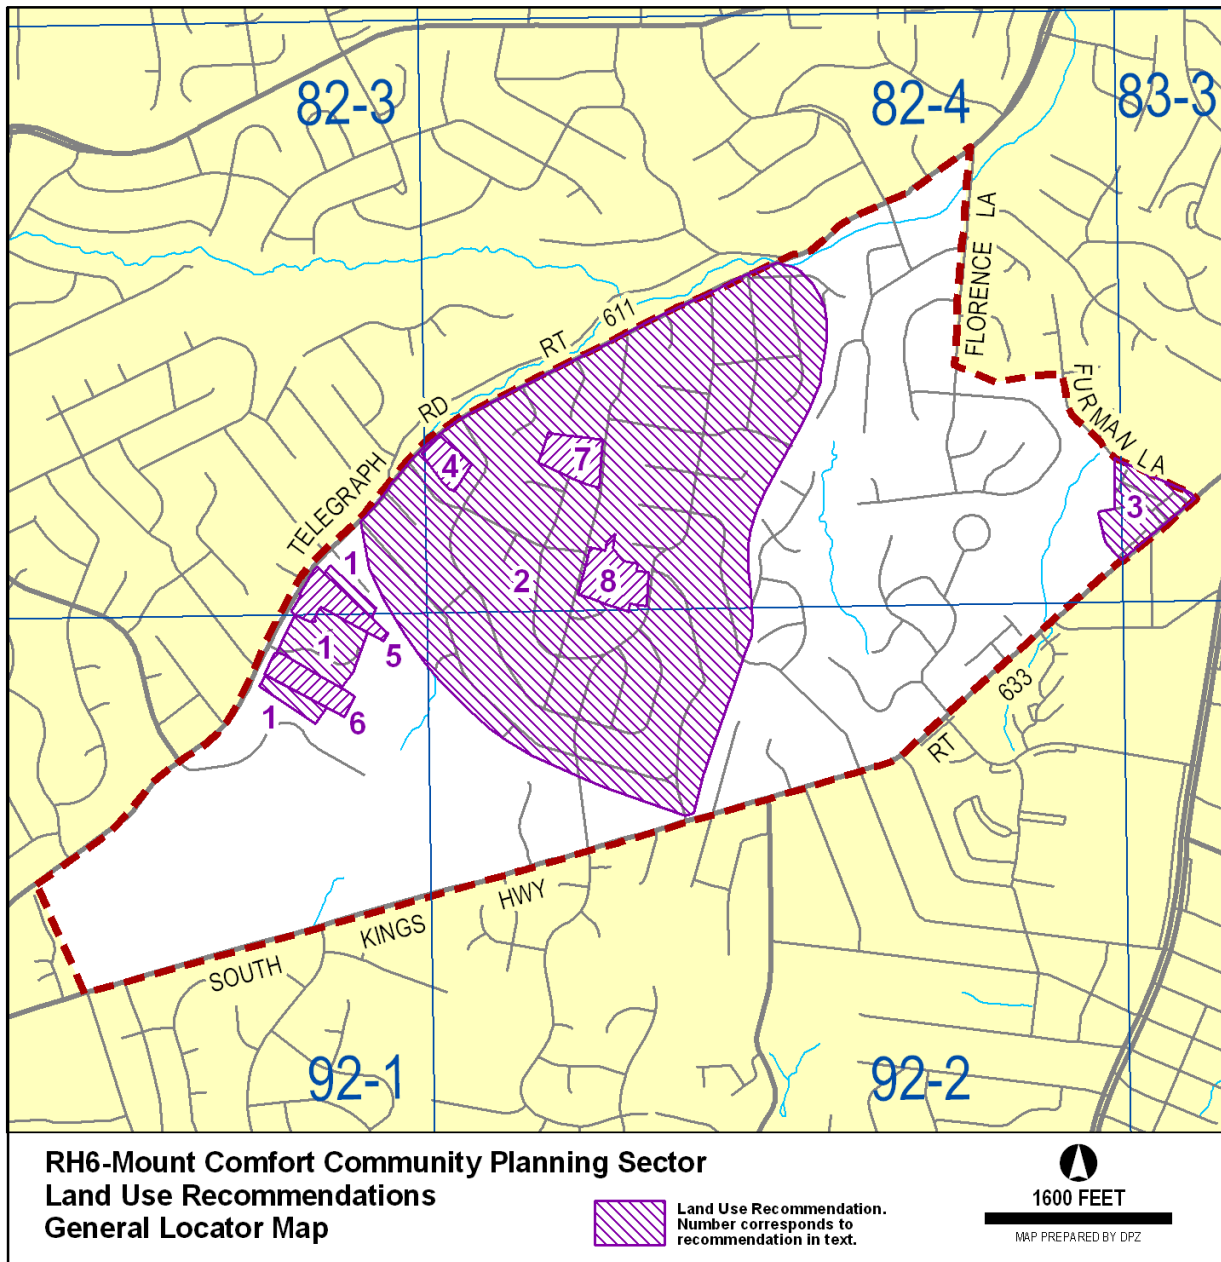 82-3
82-4
83-3
FLORENCE LA
RT 611
FURMAN LA
TELEGRAPH RD
4
7
3
1
2
8
1
5
1
6
RT 633
SOUTH KINGS HWY
92-1
92-2
RH6-Mount Comfort Community Planning Sector
Land Use Recommendations
General Locator Map
Land Use Recommendation.
Number corresponds to
recommendation in text.
1600 FEET
MAP PREPARED BY DPZ